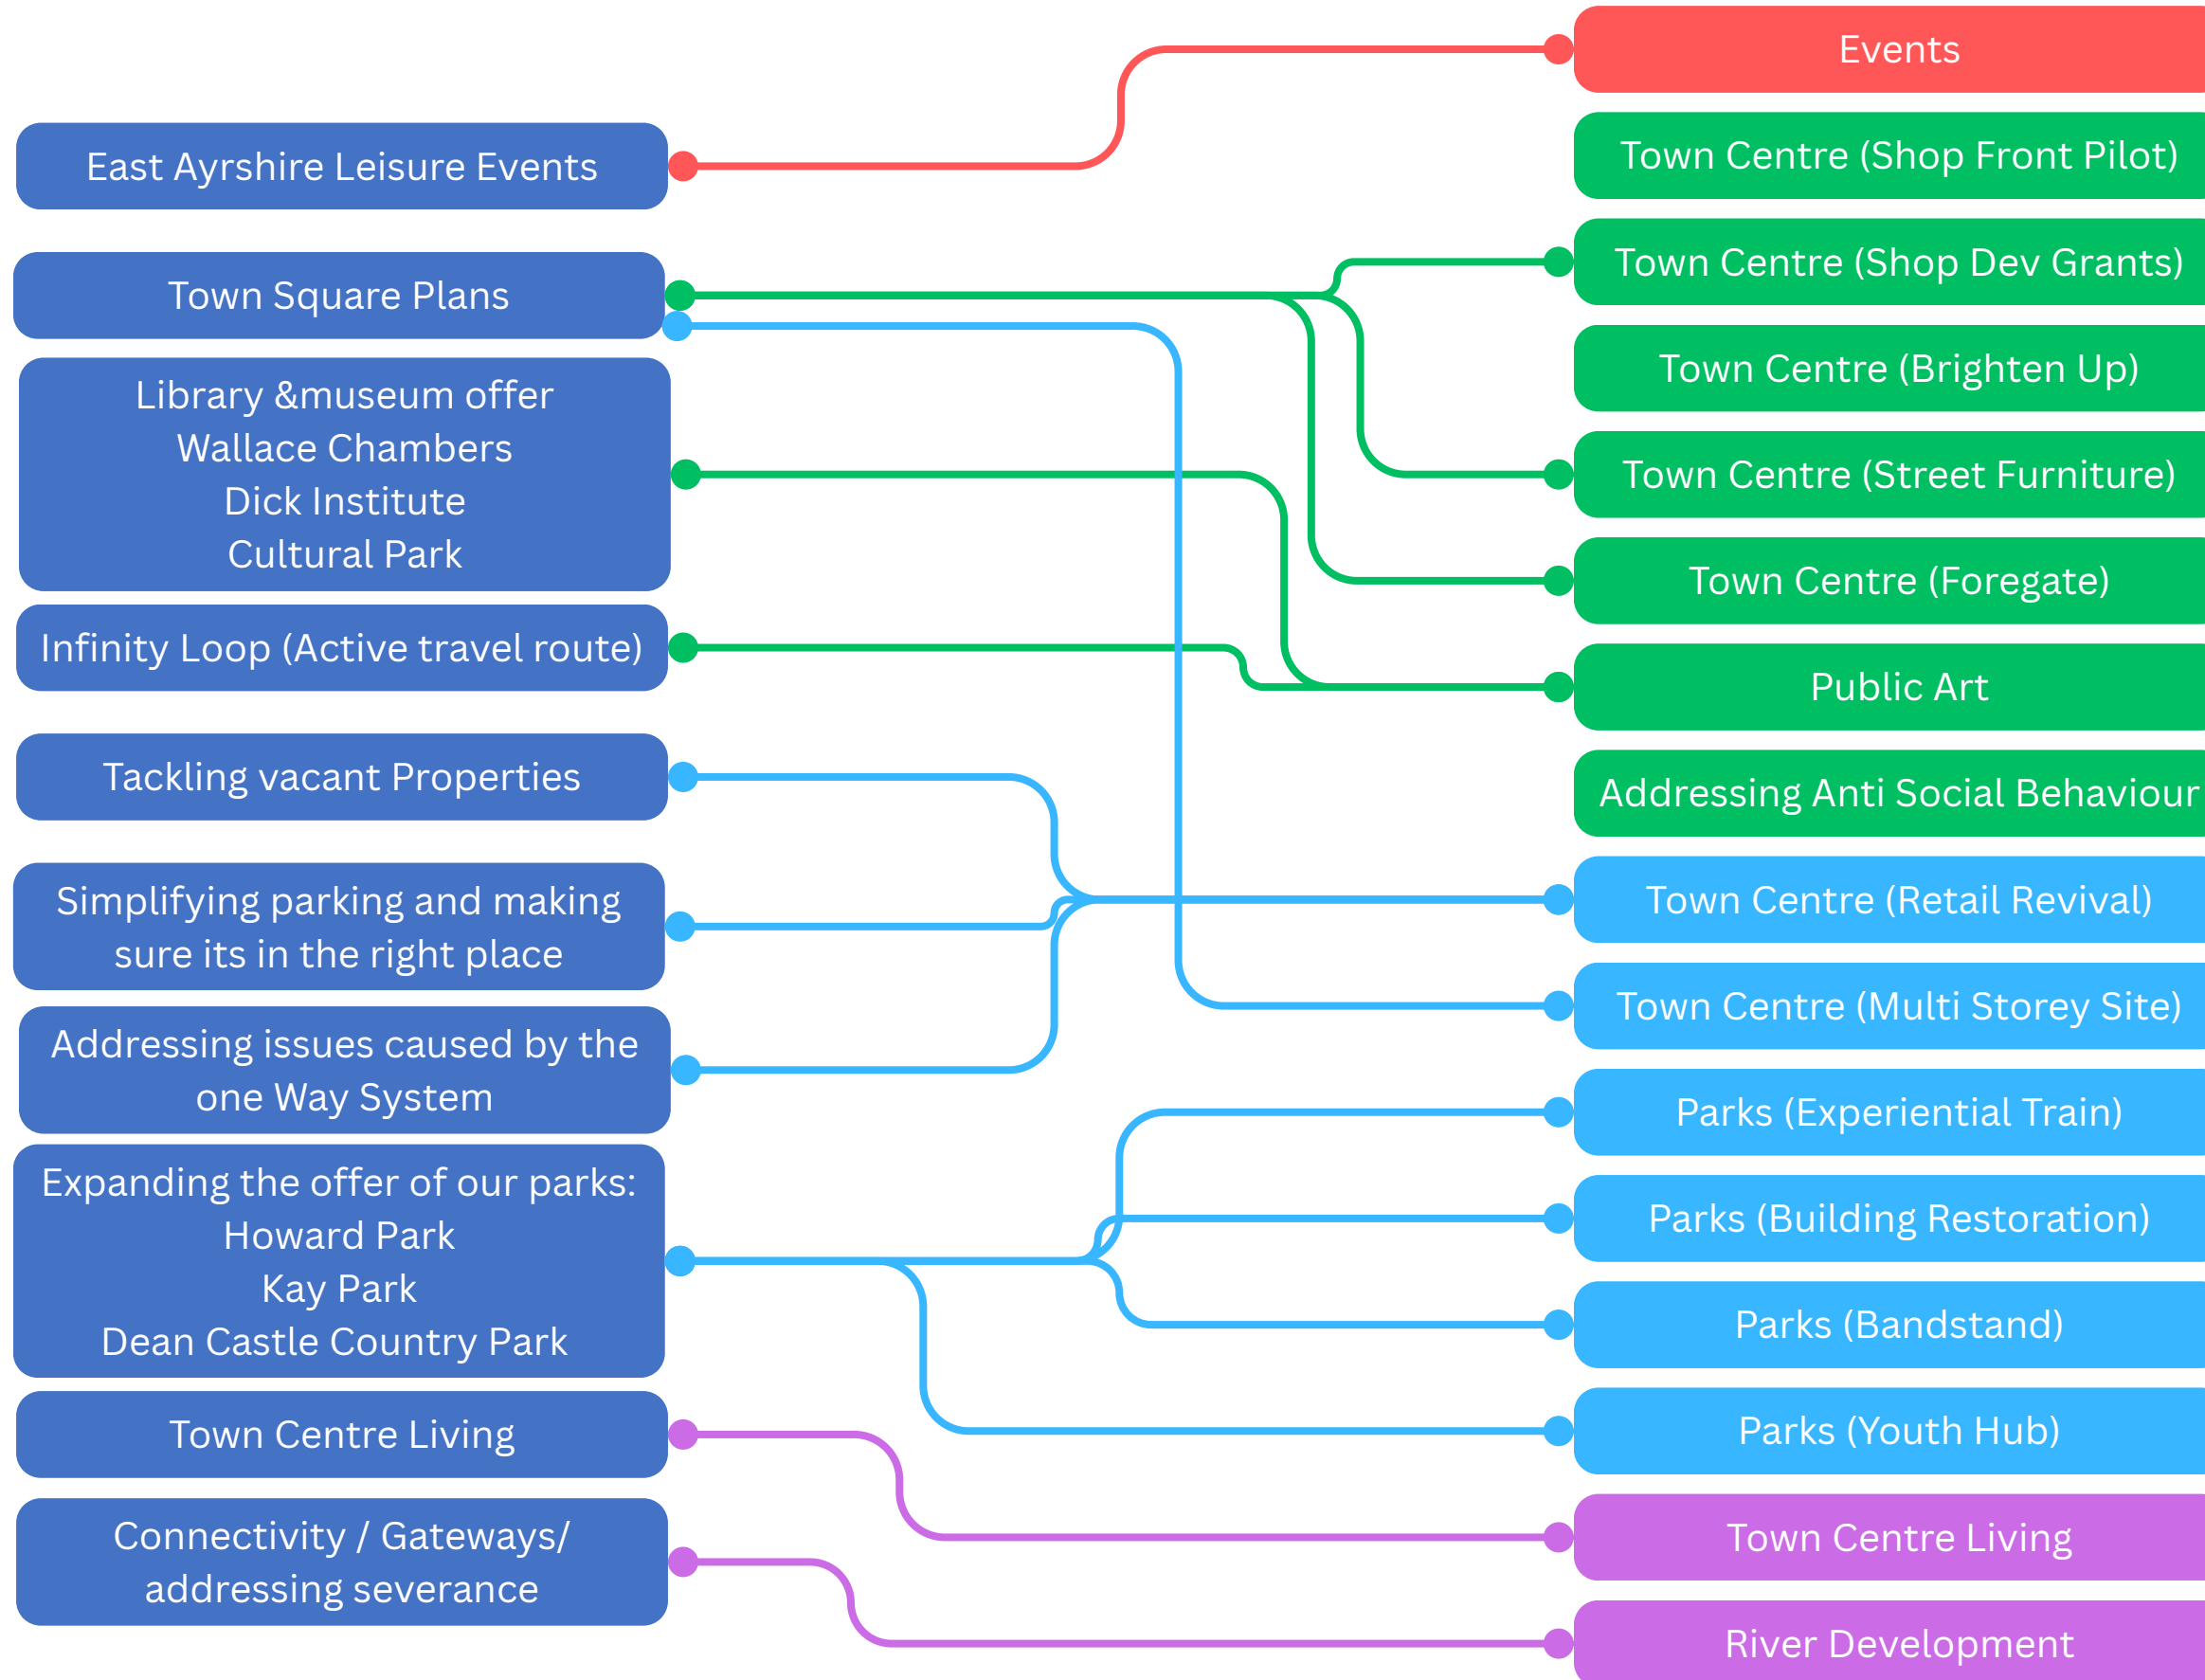 East Ayrshire Leisure Events
Town Square Plans
Library &museum offer
Wallace Chambers
Dick Institute
Cultural Park
Infinity Loop (Active travel route)
Tackling vacant Properties
Simplifying parking and making
sure its in the right place
Addressing issues caused by the
one Way System
Expanding the offer of our parks:
Howard Park
Kay Park
Dean Castle Country Park
Town Centre Living
Connectivity / Gateways/
addressing severance
Events
Town Centre (Shop Front Pilot)
Town Centre (Shop Dev Grants)
Town Centre (Brighten Up)
Town Centre (Street Furniture)
Town Centre (Foregate)
Public Art
Addressing Anti Social Behaviour
Town Centre (Retail Revival)
Town Centre (Multi Storey Site)
Parks (Experiential Train)
Parks (Building Restoration)
Parks (Bandstand)
Parks (Youth Hub)
Town Centre Living
River Development